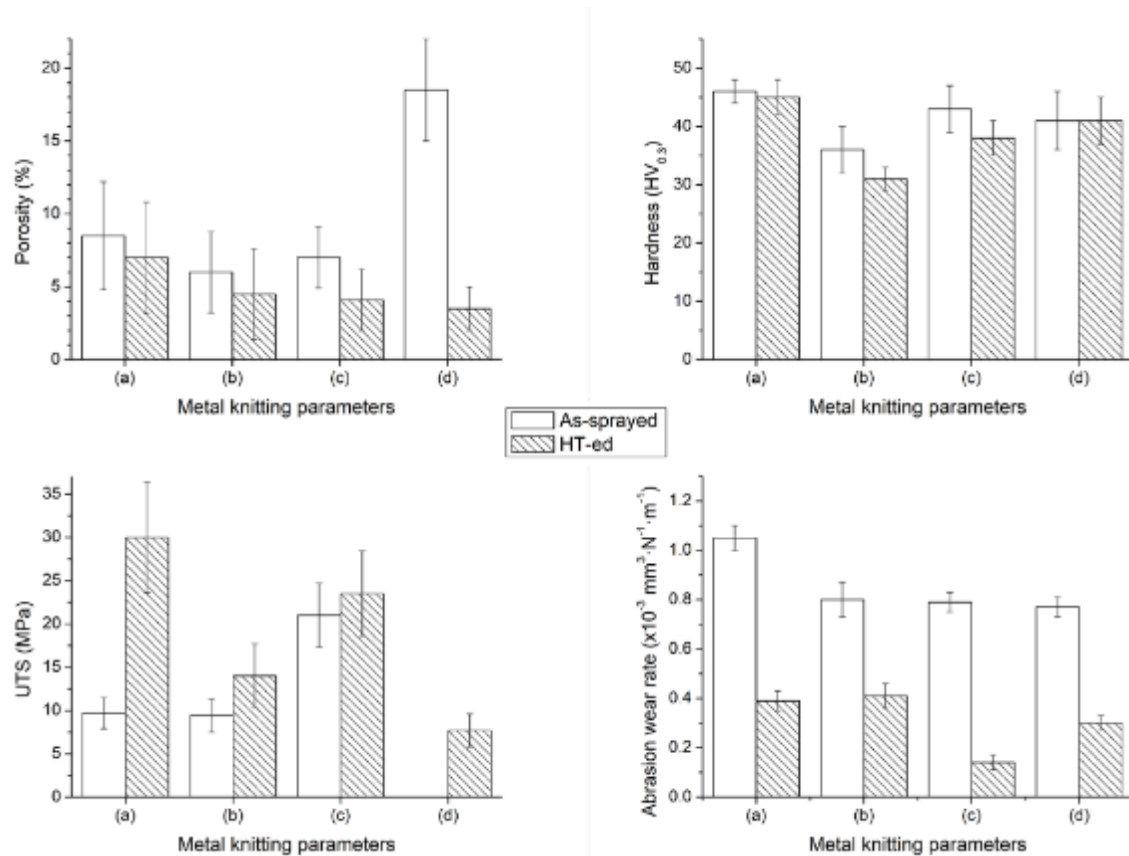 Porosity (%)
20
15
10
5
0
(a) (b) (c) (d)
Metal knitting parameters
Hardness (HV0.3)
50
40
30
20
10
0
(a) (b) (c) (d)
Metal knitting parameters
As-sprayed
HT-ed
UTS (MPa)
35
30
25
20
15
10
5
0
(a) (b) (c) (d)
Metal knitting parameters
Abrasion wear rate (x10⁻³ mm³·N⁻¹·m⁻¹)
1.2
1.0
0.8
0.6
0.4
0.2
0.0
(a) (b) (c) (d)
Metal knitting parameters